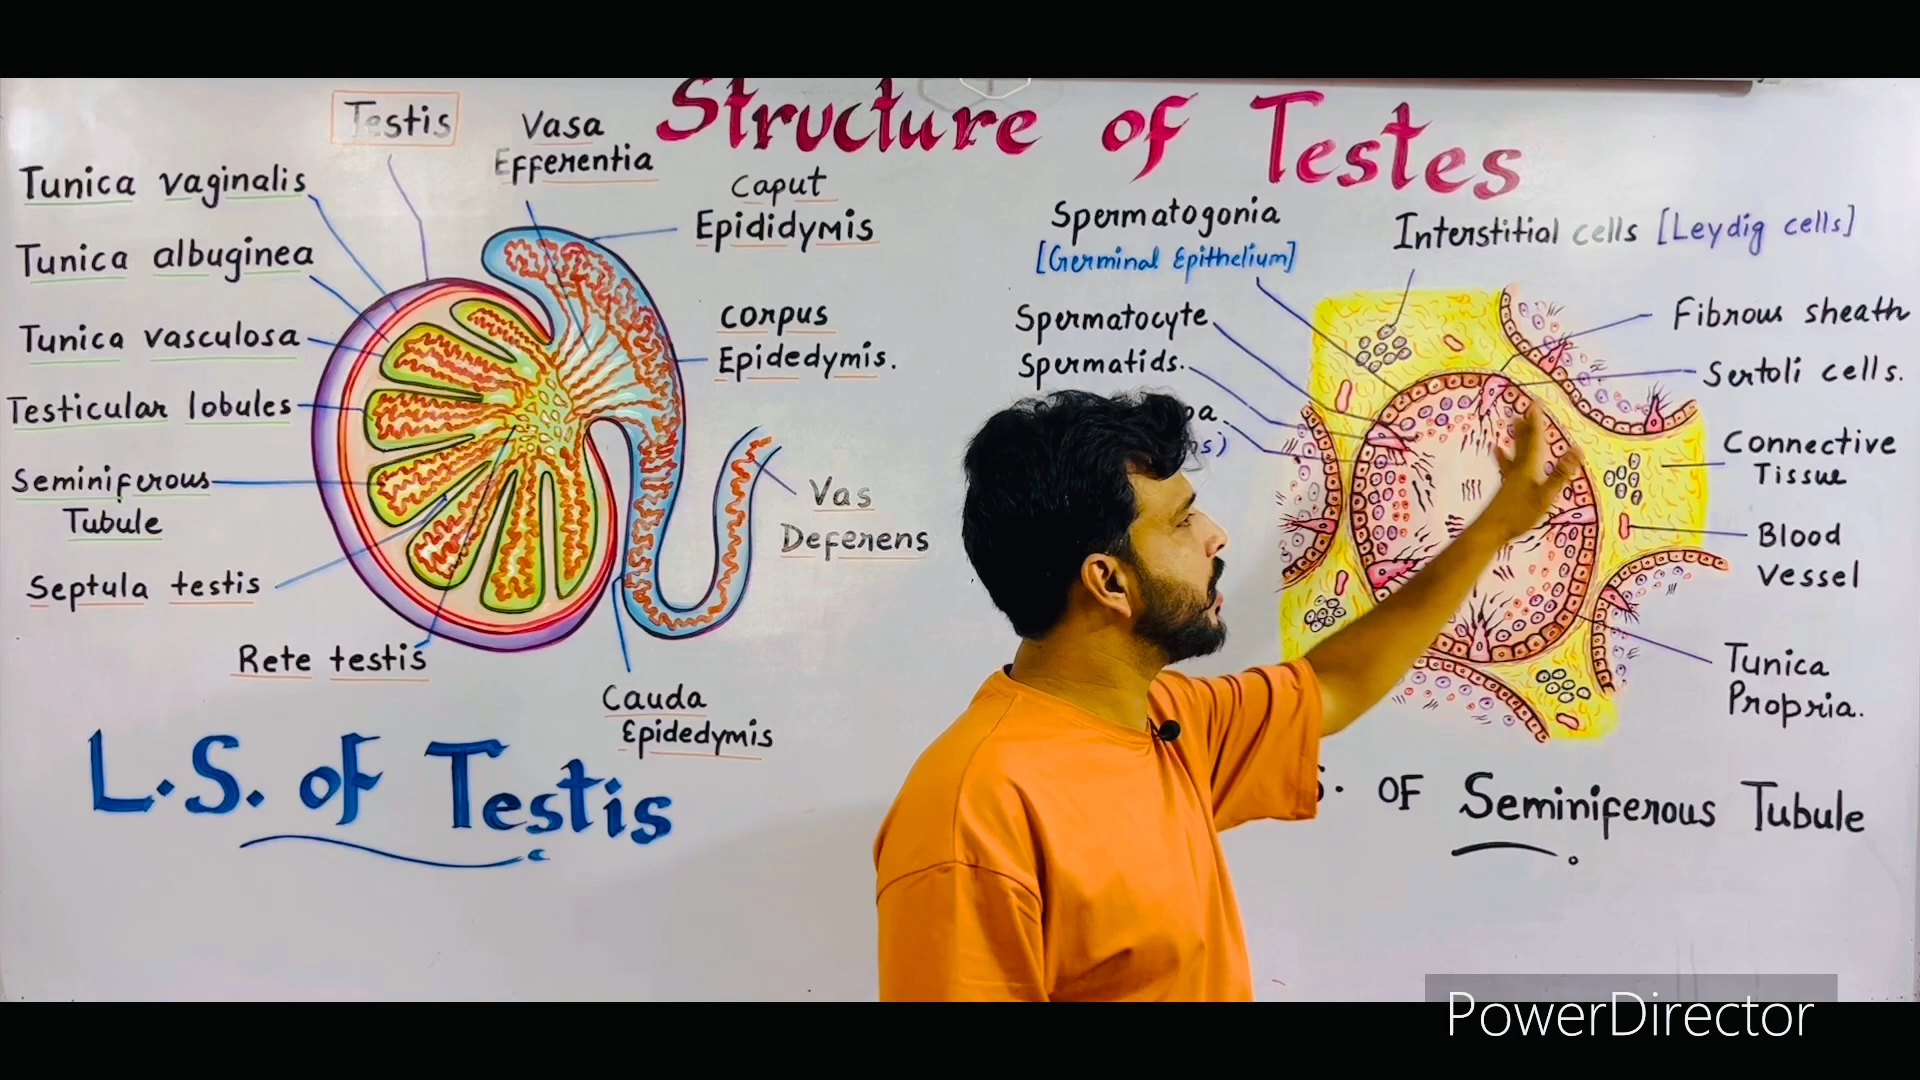 Structure of Testes
Testis
Vasa
Efferentia
Tunica vaginalis
Caput
Epididymis
Tunica albuginea
Corpus
Epidedymis.
Tunica vasculosa
Testicular lobules
Seminiferous
Tubule
Vas
Deferens
Septula testis
Rete testis
Cauda
Epidedymis
L.S. of Testis
Spermatogonia
[Germinal Epithelium]
Interstitial cells [Leydig cells]
Spermatocyte
Fibrous sheath
Spermatids.
Sertoli cells.
Connective
Tissue
Blood
Vessel
Tunica
Propria.
OF Seminiferous Tubule
PowerDirector